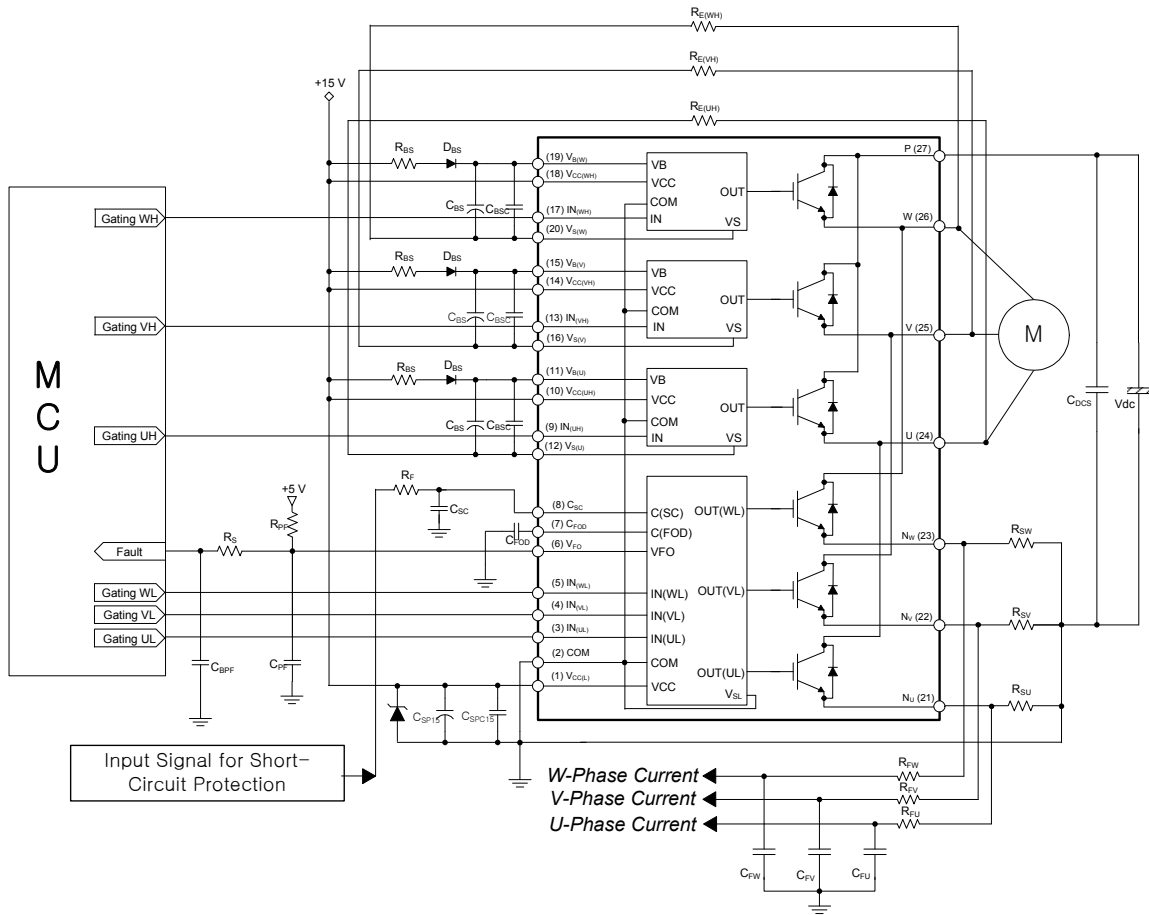 RE(WH)
RE(VH)
+15 V
RE(UH)
P (27)
RBS DBS
(19) VB(W)
VB
(18) VCC(WH)
VCC
OUT
COM
CBS CBSC
Gating WH
(17) IN(WH)
IN
VS
W (26)
(20) VS(W)
RBS DBS
(15) VB(V)
VB
(14) VCC(VH)
VCC
OUT
COM
CBS CBSC
Gating VH
(13) IN(VH)
IN
VS
V (25)
M
(16) VS(V)
MCU
RBS DBS
(11) VB(U)
VB
(10) VCC(UH)
VCC
OUT
CDCS
Vdc
COM
CBS CBSC
Gating UH
(9) IN(UH)
IN
VS
U (24)
(12) VS(U)
RF
+5 V
CSC
(8) CSC
C(SC)
OUT(WL)
RPF
(7) CFOD
C(FOD)
CFOD
RS
Fault
(6) VFO
VFO
NW (23)
RSW
Gating WL
(5) IN(WL)
IN(WL)
OUT(VL)
Gating VL
(4) IN(VL)
IN(VL)
NV (22)
RSV
Gating UL
(3) IN(UL)
IN(UL)
(2) COM
COM
OUT(UL)
CBPF
CPF
(1) VCC(L)
VCC
VSL
NU (21)
RSU
CSP15
CSPC15
Input Signal for Short-
Circuit Protection
W-Phase Current
RFW
V-Phase Current
RFV
U-Phase Current
RFU
CFW
CFV
CFU